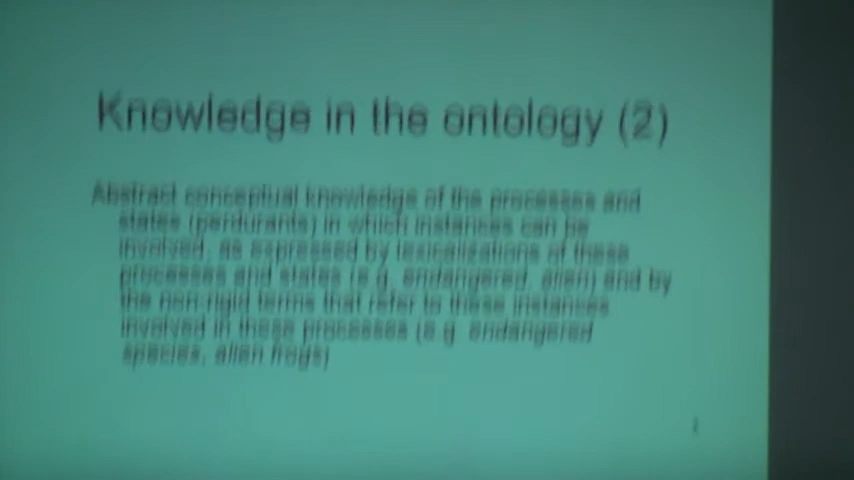 Knowledge in the ontology (2)
Abstract conceptual knowledge of the processes and
states (perdurants) in which instances can be
involved, as expressed by lexicalizations of these
processes and states (e.g. endangered, alien) and by
the non-rigid terms that refer to these instances
involved in these processes (e.g. endangered
species, alien frogs)